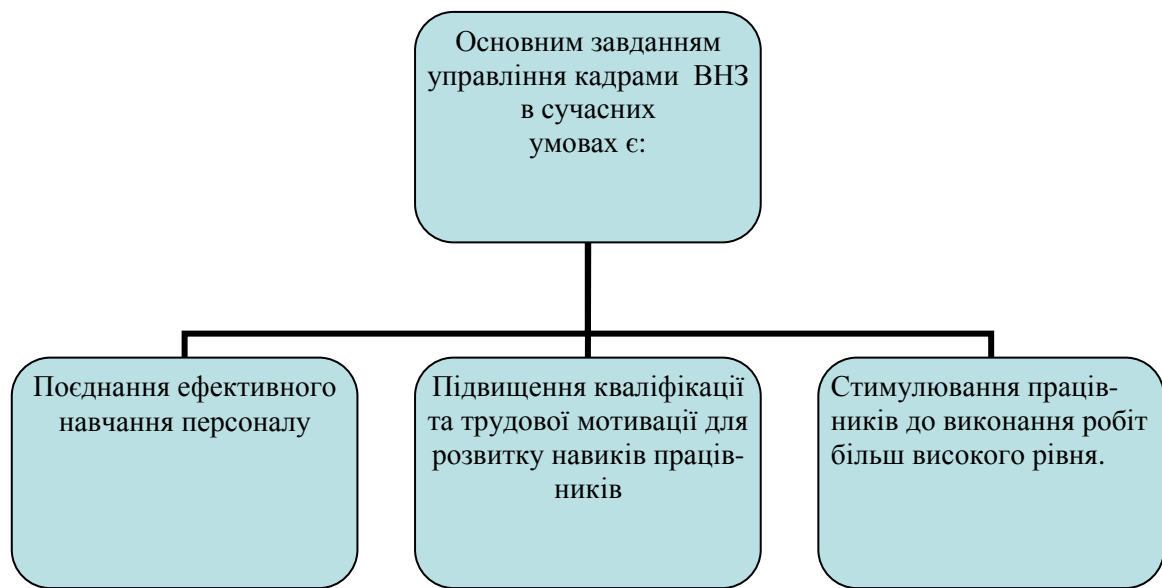 Основним завданням
управління кадрами ВНЗ
в сучасних
умовах є:
Поєднання ефективного
навчання персоналу
Підвищення кваліфікації
та трудової мотивації для
розвитку навиків праців-
ників
Стимулювання праців-
ників до виконання робіт
більш високого рівня.